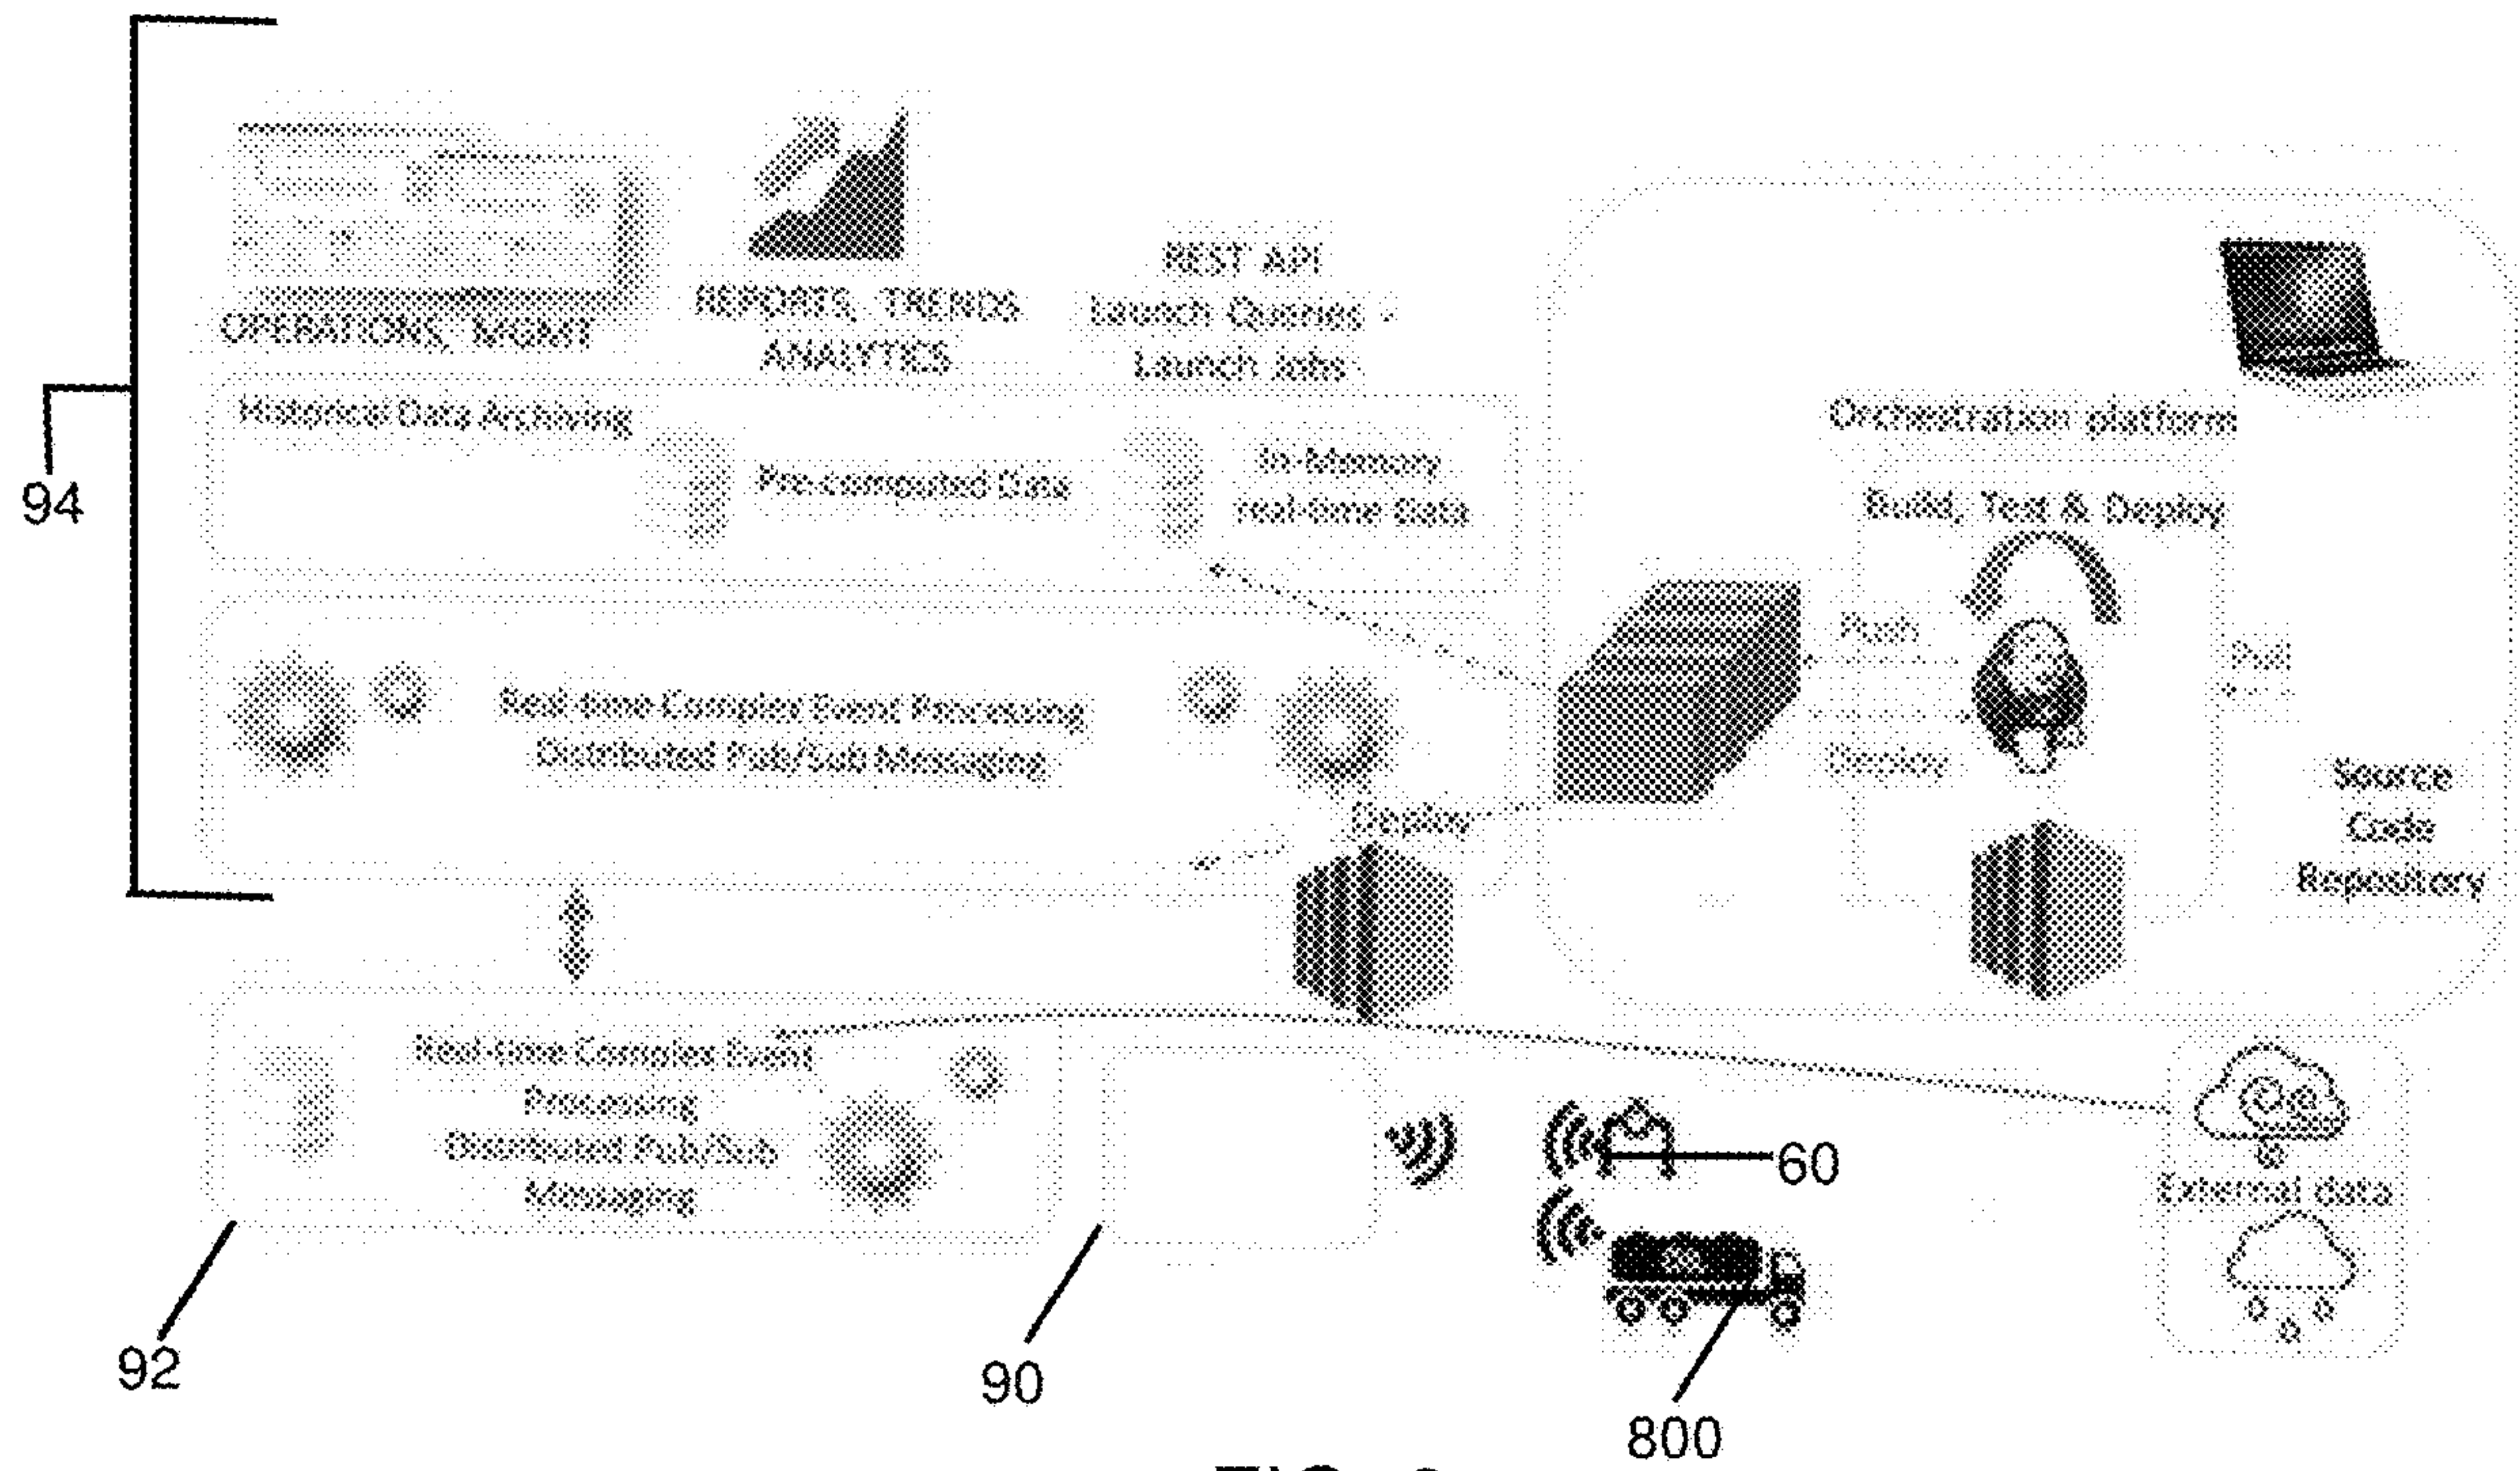 OPERATIONS, MGMT
REPORTS, TRENDS
ANALYTICS
REST API
Launch Queries
Launch Jobs
Historical Data Archiving
Pre-computed Data
In-Memory
real-time Data
Real-time Complex Event Processing
Distributed Pub/Sub Messaging
Deploy
Orchestration platform
Build, Test & Deploy
Push
Pull
Deploy
Source
Code
Repository
94
Real-time Complex Event
Processing
Distributed Pub/Sub
Messaging
60
External data
92
90
800